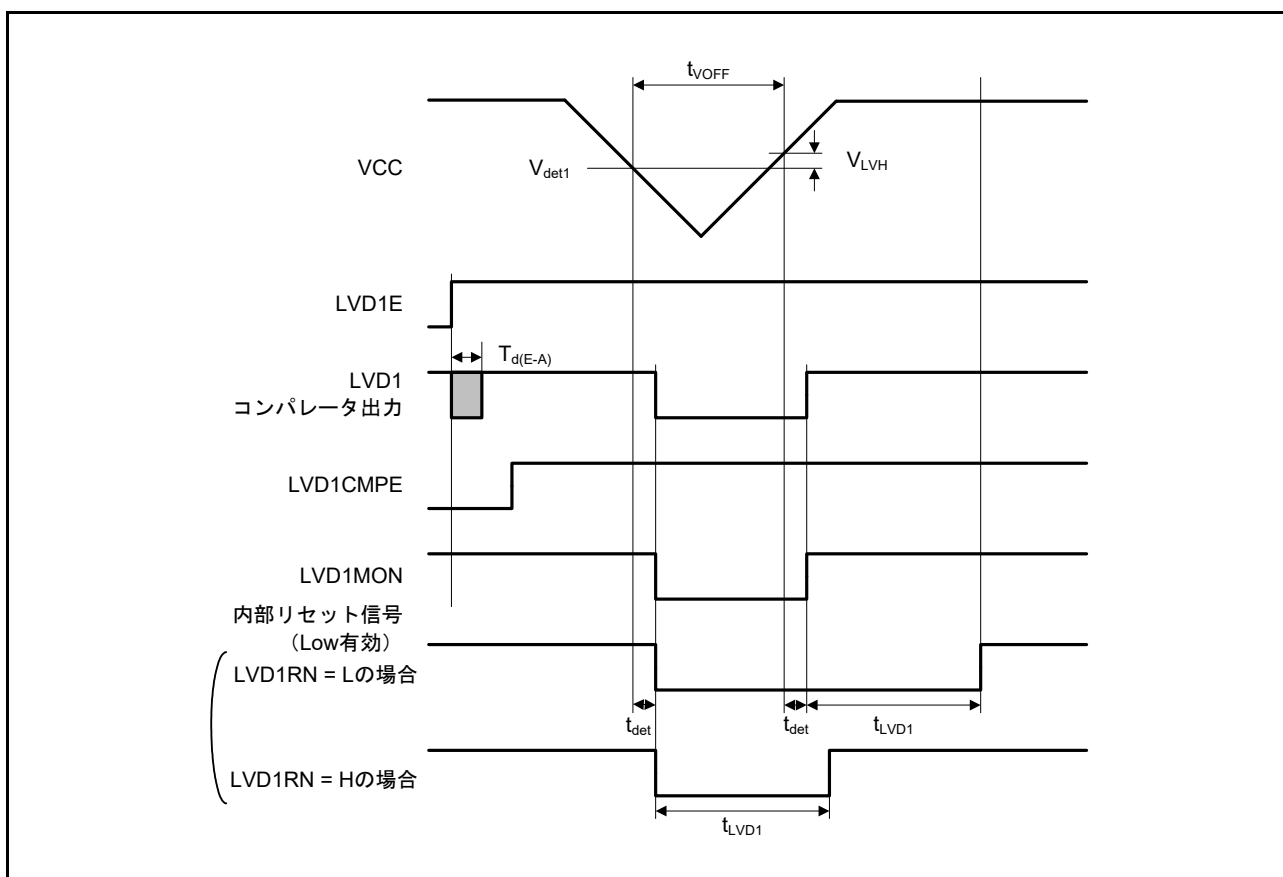 tVOFF
VCC
Vdet1
VLVH
LVD1E
Td(E-A)
LVD1
コンパレータ出力
LVD1CMPE
LVD1MON
内部リセット信号
(Low有効)
LVD1RN = Lの場合
tdet
tdet
tLVD1
LVD1RN = Hの場合
tLVD1